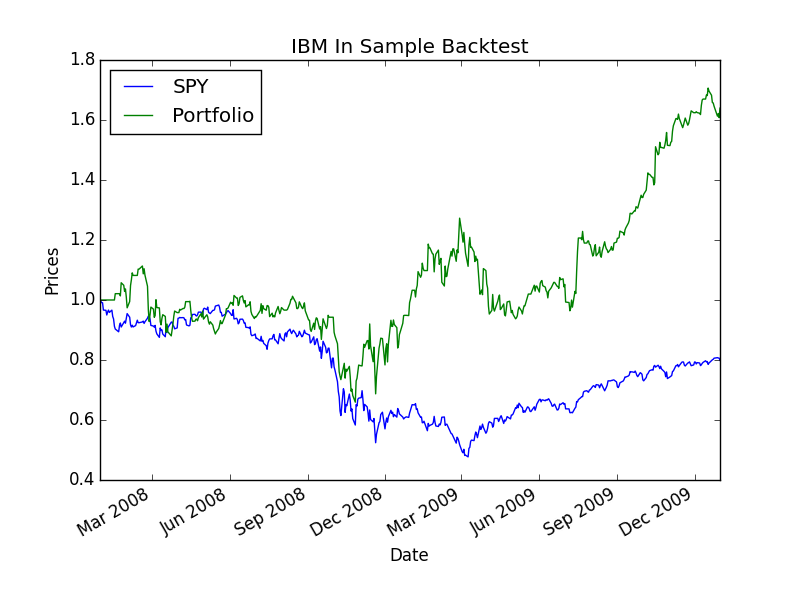 IBM In Sample Backtest
SPY
Portfolio
1.8
1.6
1.4
1.2
1.0
0.8
0.6
0.4
Prices
Mar 2008
Jun 2008
Sep 2008
Dec 2008
Mar 2009
Jun 2009
Sep 2009
Dec 2009
Date